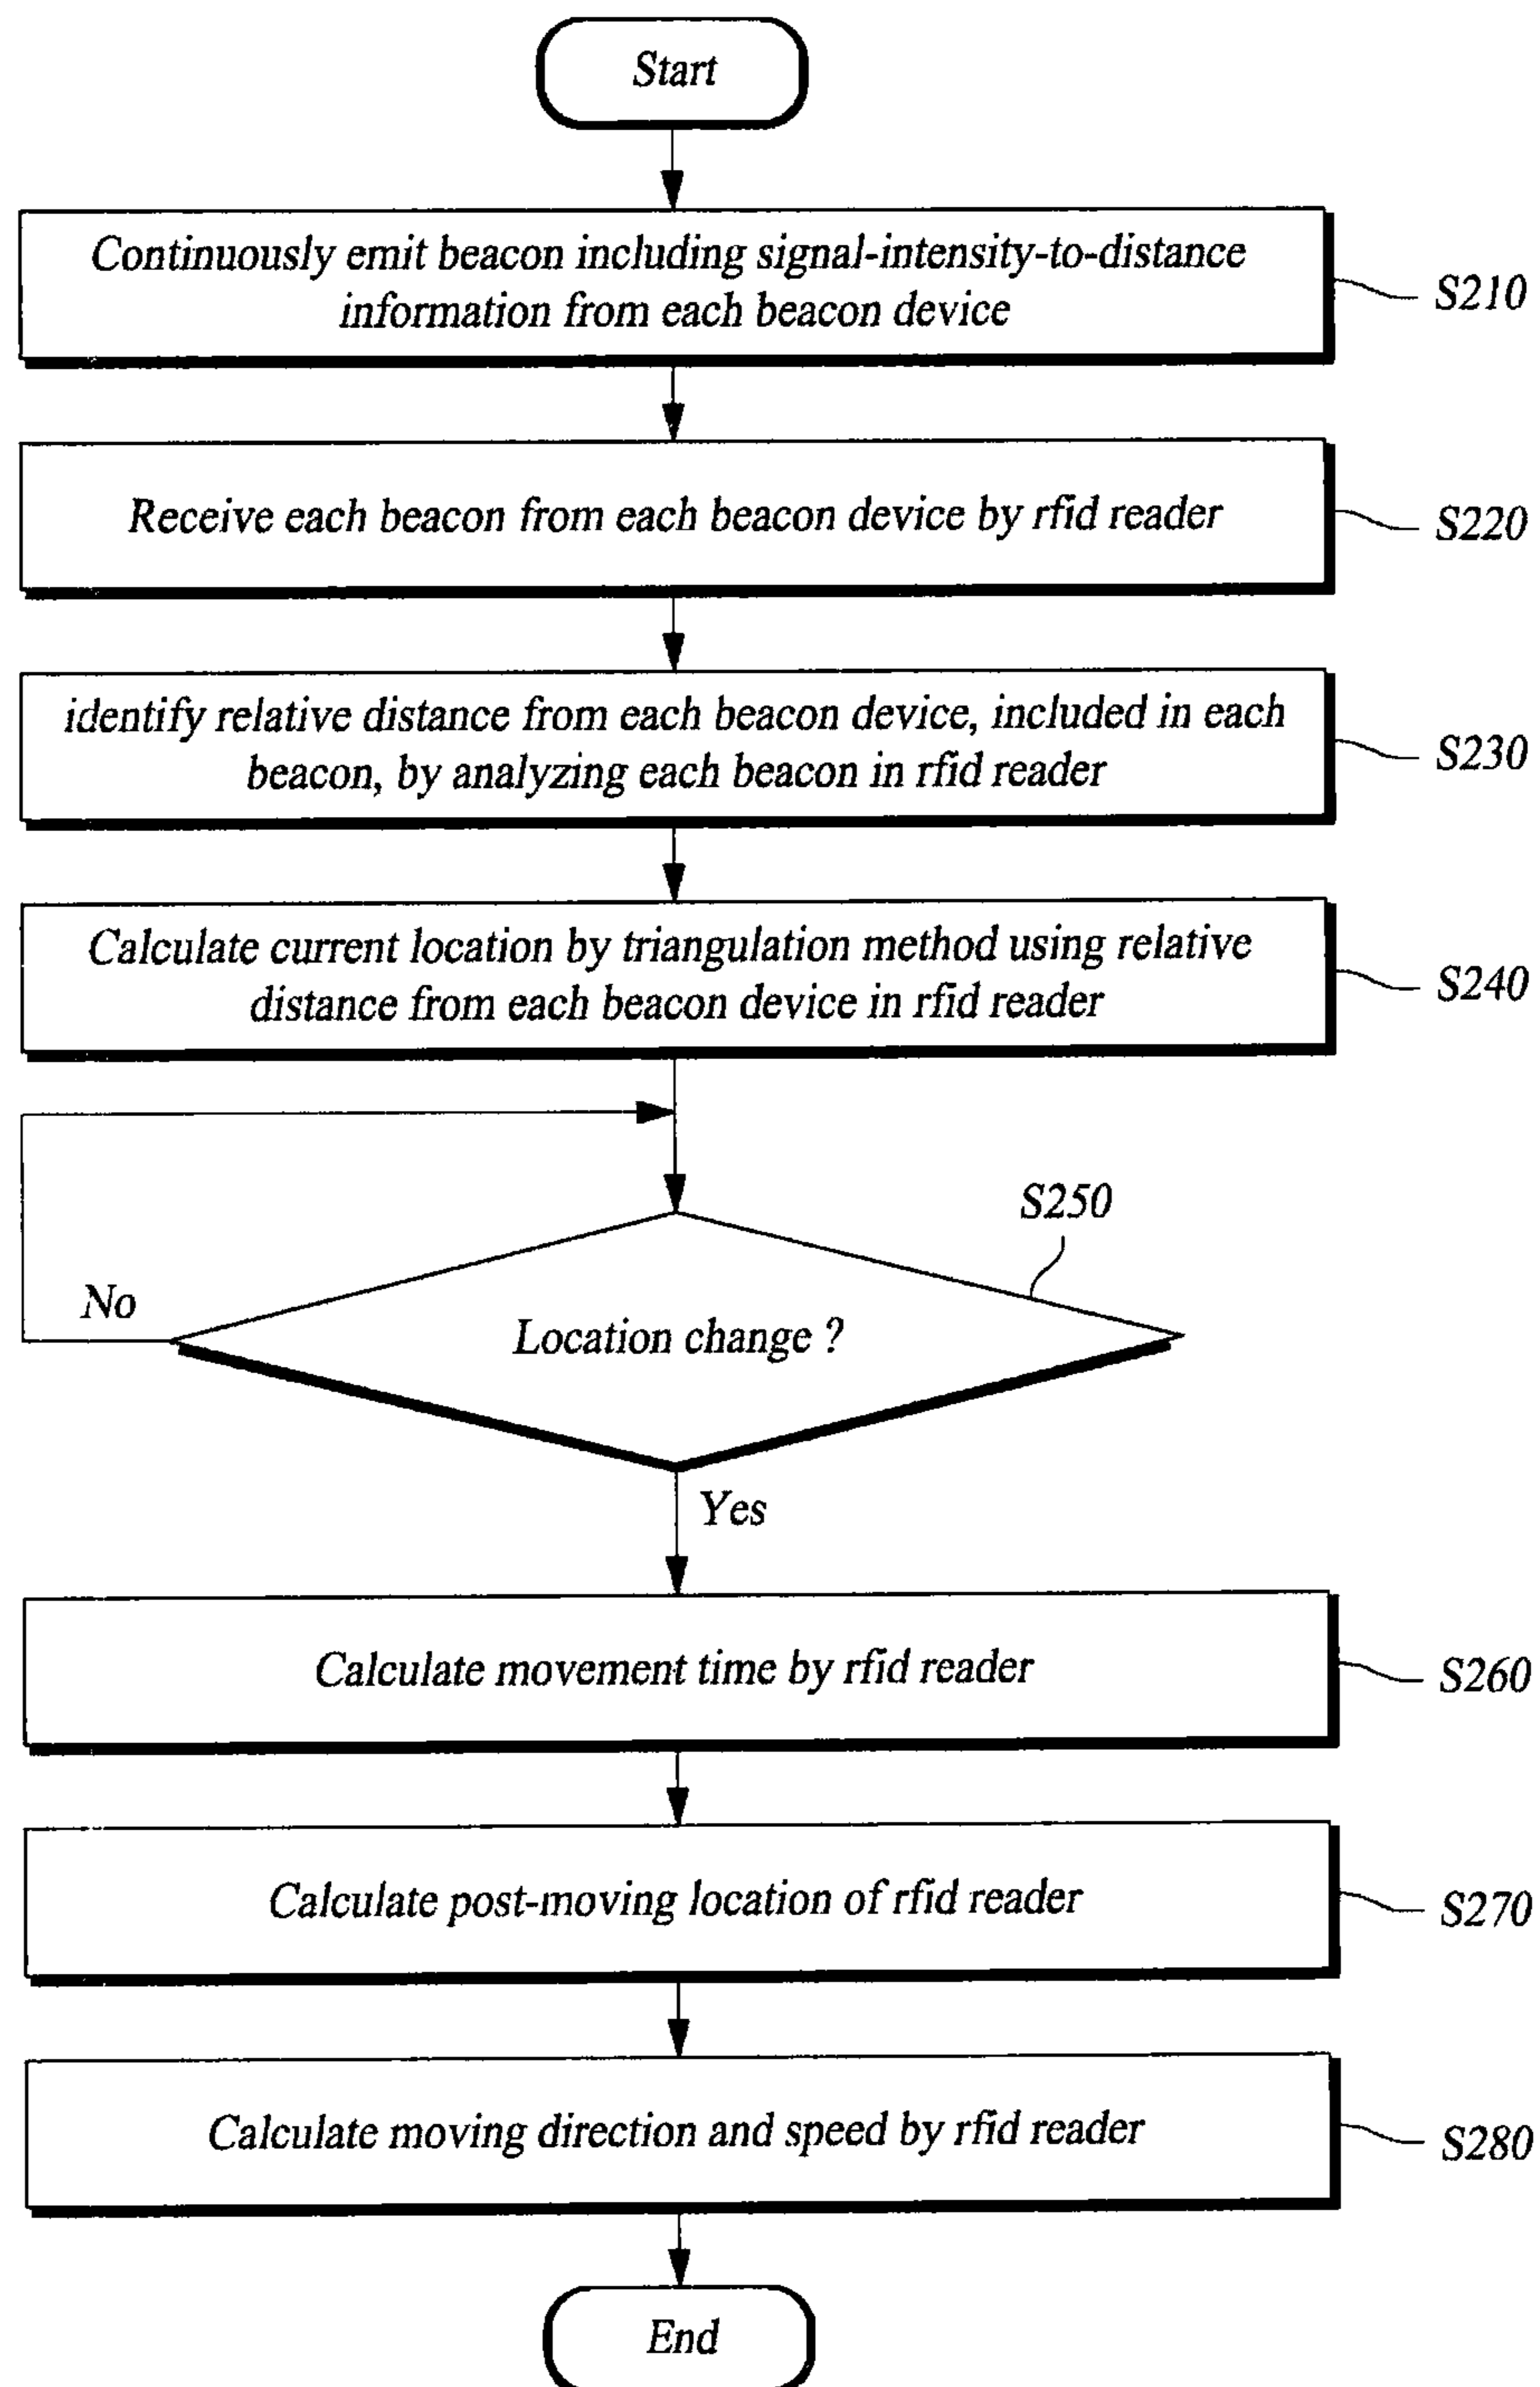 Start
Continuously emit beacon including signal-intensity-to-distance
information from each beacon device
S210
Receive each beacon from each beacon device by rfid reader
S220
identify relative distance from each beacon device, included in each
beacon, by analyzing each beacon in rfid reader
S230
Calculate current location by triangulation method using relative
distance from each beacon device in rfid reader
S240
S250
No
Location change ?
Yes
Calculate movement time by rfid reader
S260
Calculate post-moving location of rfid reader
S270
Calculate moving direction and speed by rfid reader
S280
End